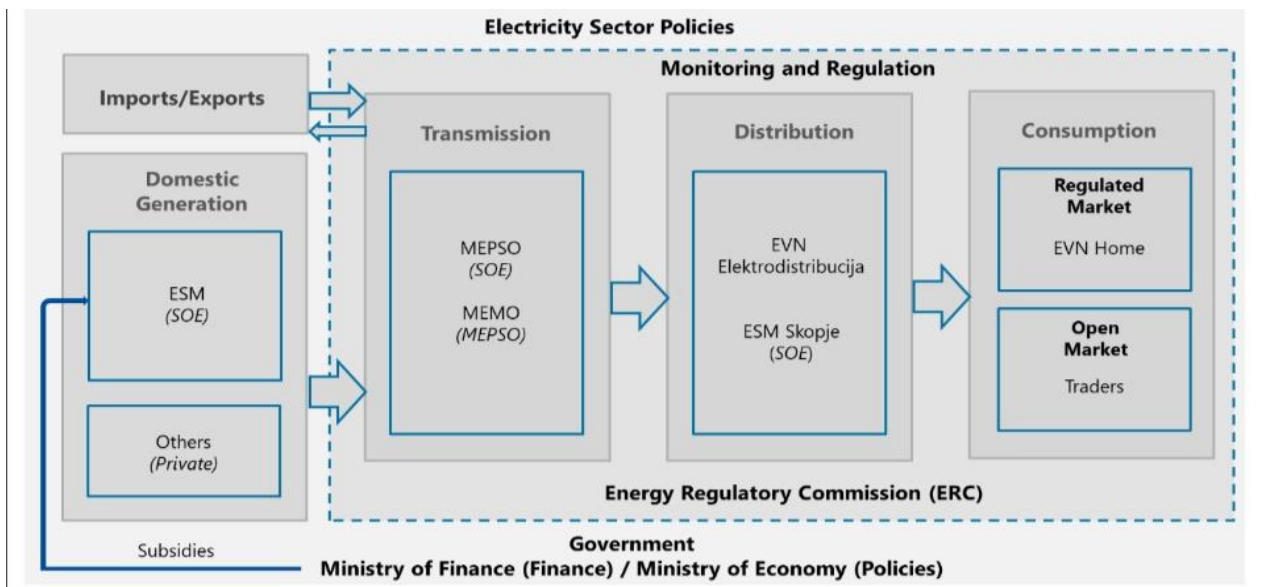 Electricity Sector Policies
Monitoring and Regulation
Imports/Exports
Domestic
Generation
ESM
(SOE)
Others
(Private)
Transmission
MEPSO
(SOE)
MEMO
(MEPSO)
Distribution
EVN
Elektrodistribucija
ESM Skopje
(SOE)
Consumption
Regulated
Market
EVN Home
Open
Market
Traders
Energy Regulatory Commission (ERC)
Subsidies
Government
Ministry of Finance (Finance) / Ministry of Economy (Policies)